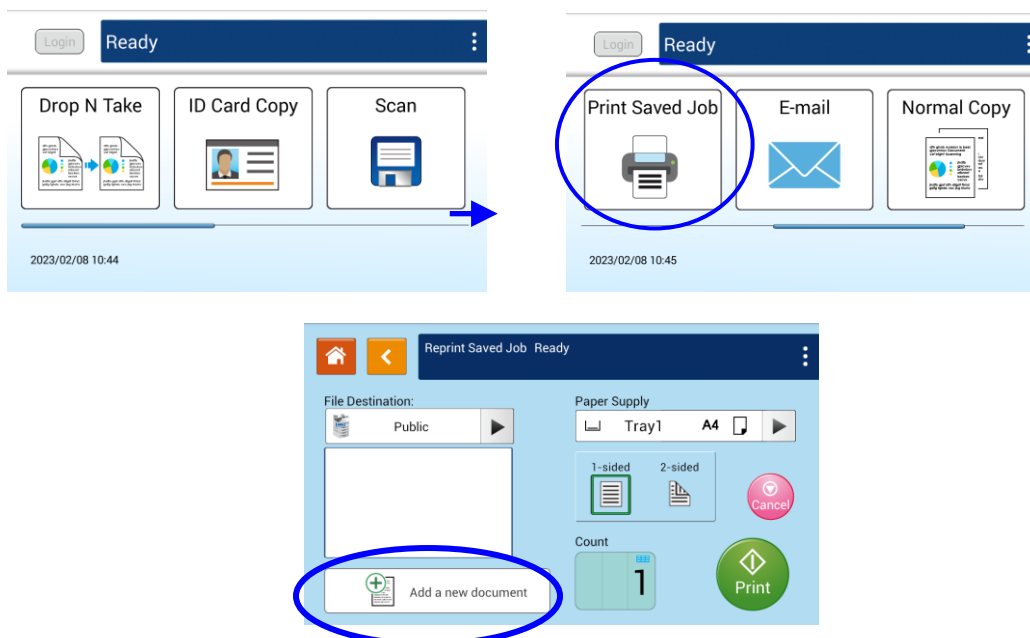 Login
Ready
Drop N Take
ID Card Copy
Scan
2023/02/08 10:44
Login
Ready
Print Saved Job
E-mail
Normal Copy
2023/02/08 10:45
Reprint Saved Job Ready
File Destination:
Public
Add a new document
Paper Supply
Tray1 A4
1-sided 2-sided
Cancel
Count
1
Print